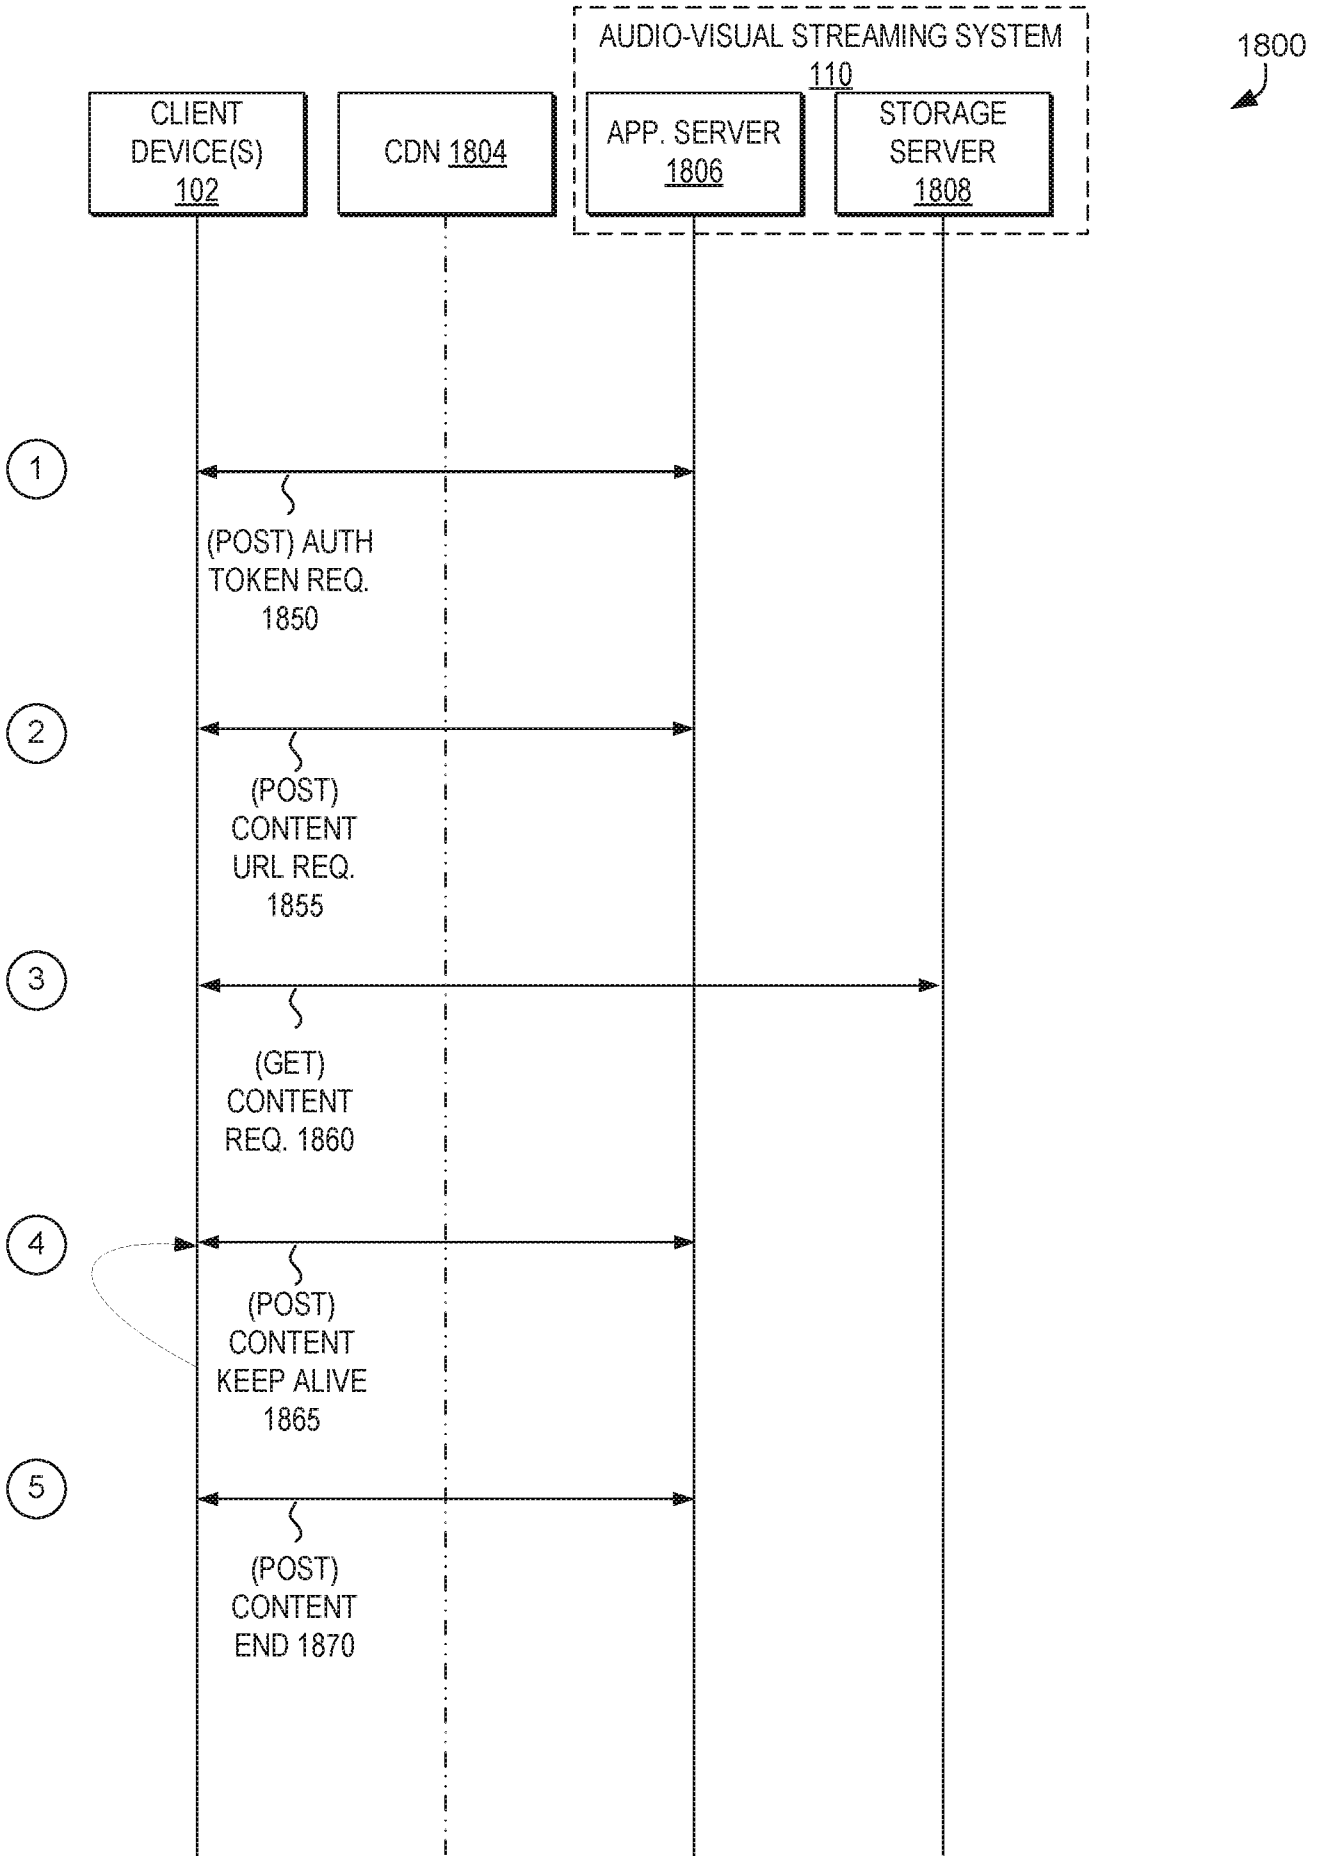 AUDIO-VISUAL STREAMING SYSTEM
110
1800
CLIENT
DEVICE(S)
102
CDN 1804
APP. SERVER
1806
STORAGE
SERVER
1808
1
(POST) AUTH
TOKEN REQ.
1850
2
(POST)
CONTENT
URL REQ.
1855
3
(GET)
CONTENT
REQ. 1860
4
(POST)
CONTENT
KEEP ALIVE
1865
5
(POST)
CONTENT
END 1870